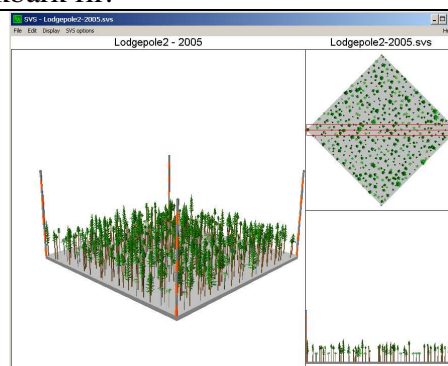 SVS - Lodgepole2-2005.svs
File Edit Display SVS options
Lodgepole2 - 2005
Lodgepole2-2005.svs